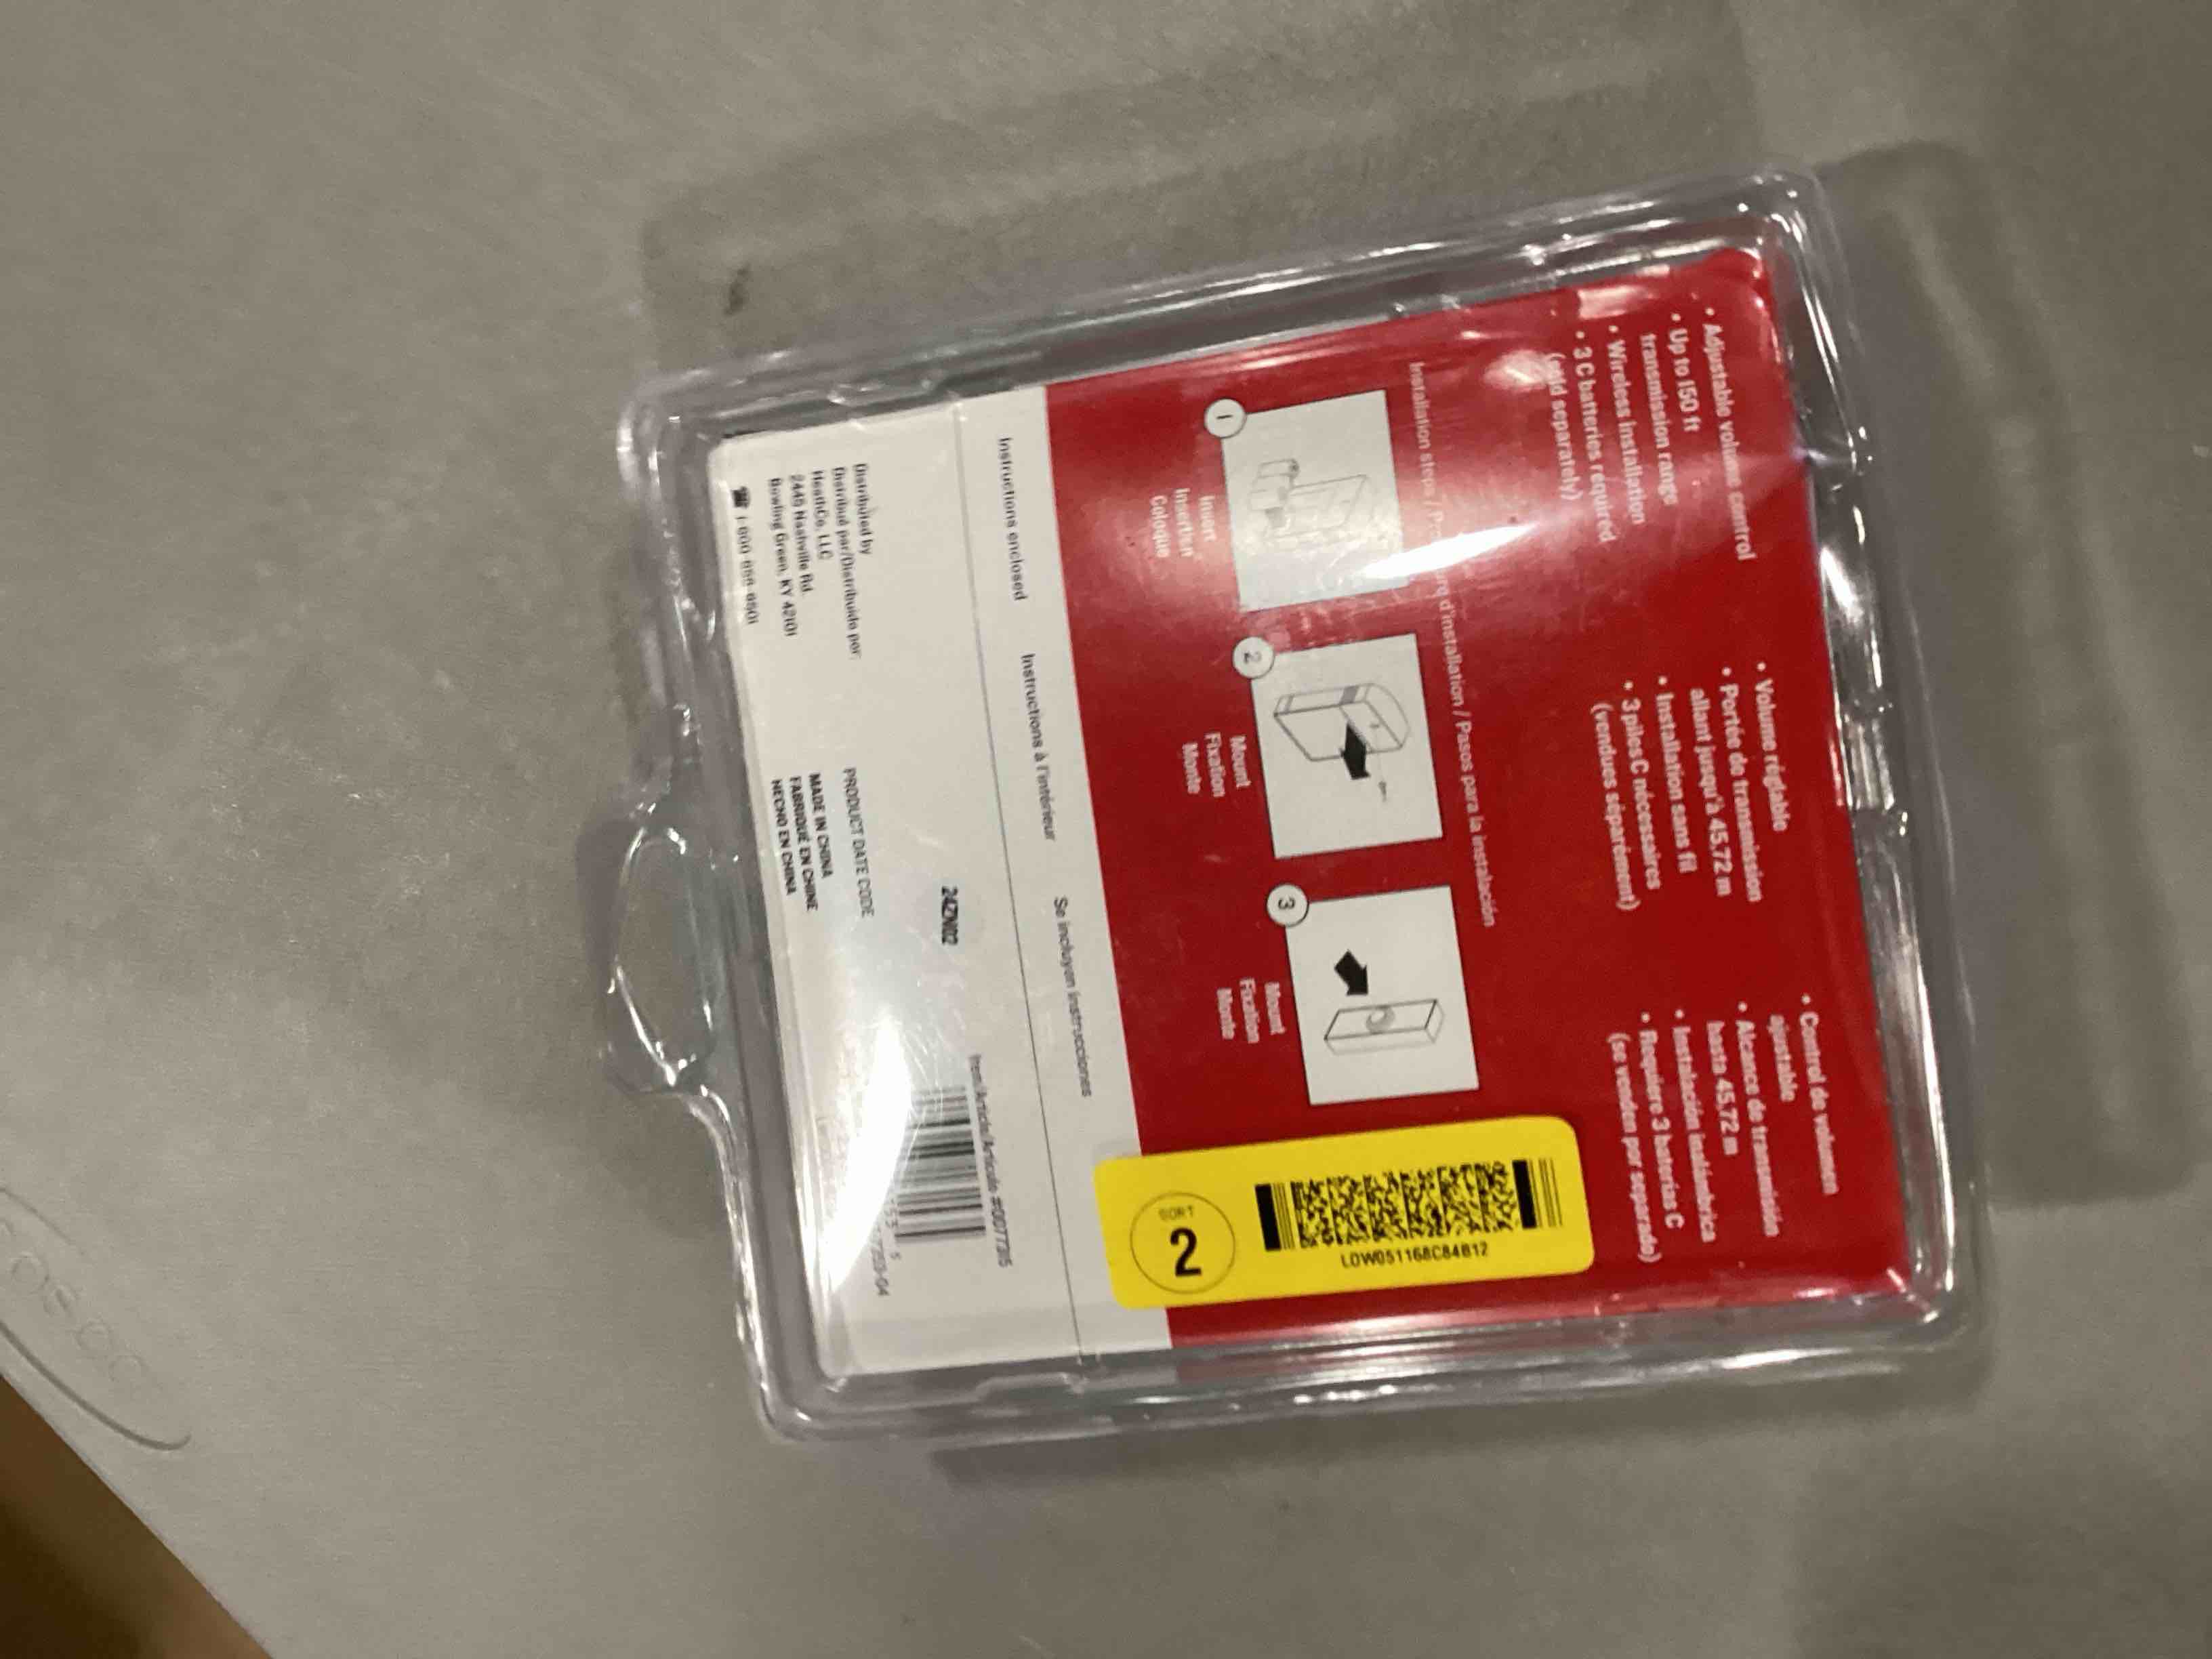 • Adjustable volume control
• Up to 150 ft
transmission range
• Wireless installation
• 3 C batteries required
(sold separately)
• Volume réglable
• Portée de transmission
allant jusqu'à 45.72 m
• Installation sans fil
• 3 piles C nécessaires
(vendues séparément)
• Control de volumen
ajustable
• Alcance de transmisión
hasta 45.72 m
• Instalación inalámbrica
• Requiere 3 baterías C
(se venden por separado)
Installation steps / d'installation / Pasos para la instalación
1
Insert
Insertion
Coloque
2
Mount
Fixation
Monte
3
Mount
Fixation
Monte
SORT
2
LOW051168C84B12
Instructions enclosed
Instructions à l'intérieur
Se incluyen instrucciones
Distributed by
Distribué par/Distribuido por:
HeathCo. LLC
2445 Nashville Rd.
Bowling Green, KY 42101
24ZN02
PRODUCT DATE CODE
MADE IN CHINA
FABRIQUÉ EN CHINE
HECHO EN CHINA
Item/Article/Artículo